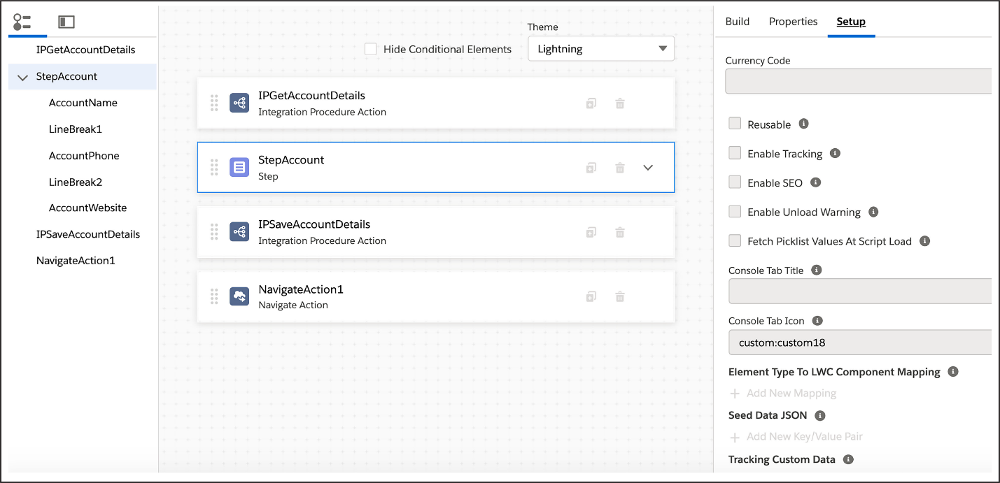 IPGetAccountDetails
StepAccount
AccountName
LineBreak1
AccountPhone
LineBreak2
AccountWebsite
IPSaveAccountDetails
NavigateAction1
Theme
Hide Conditional Elements
Lightning
IPGetAccountDetails
Integration Procedure Action
StepAccount
Step
IPSaveAccountDetails
Integration Procedure Action
NavigateAction1
Navigate Action
Build Properties Setup
Currency Code
Reusable
Enable Tracking
Enable SEO
Enable Unload Warning
Fetch Picklist Values At Script Load
Console Tab Title
Console Tab Icon
custom:custom18
Element Type To LWC Component Mapping
+ Add New Mapping
Seed Data JSON
+ Add New Key/Value Pair
Tracking Custom Data